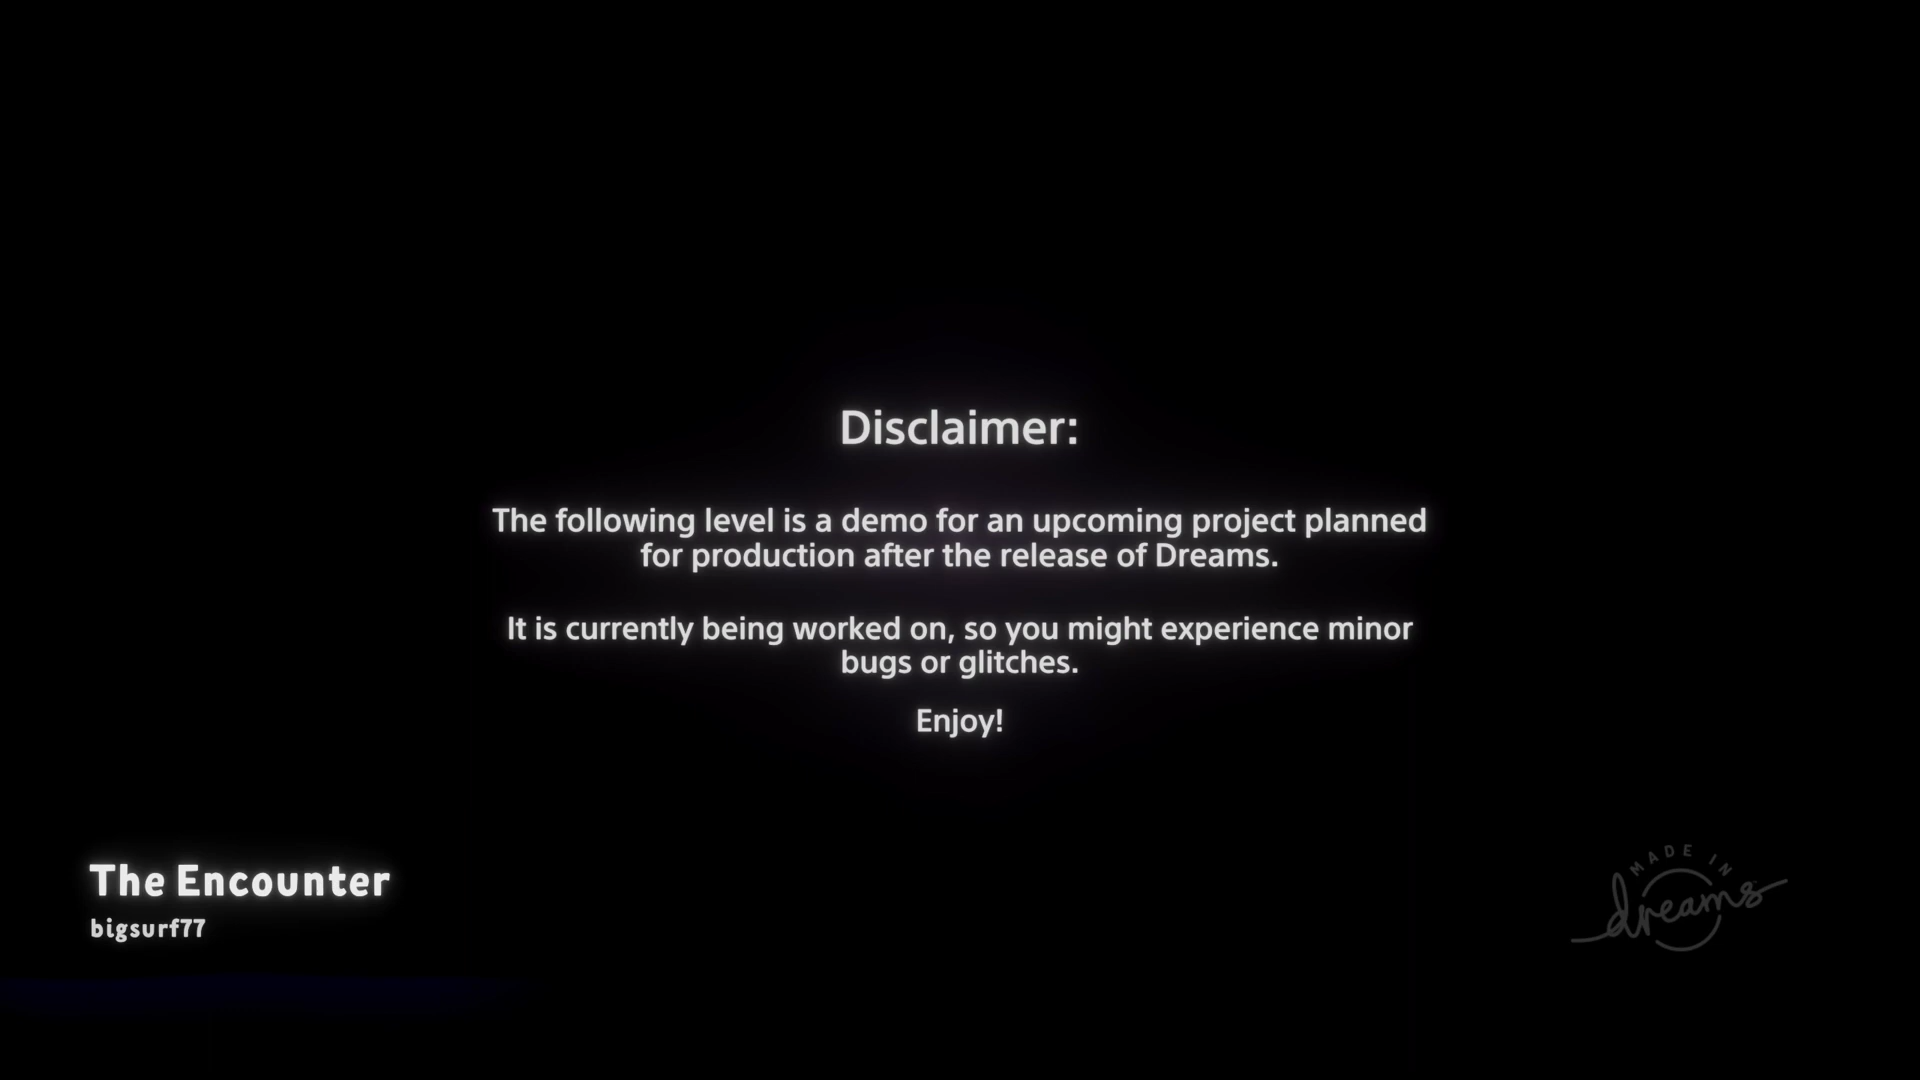 Disclaimer:
The following level is a demo for an upcoming project planned
for production after the release of Dreams.
It is currently being worked on, so you might experience minor
bugs or glitches.
Enjoy!
The Encounter
bigsurf77
MADE IN
dreams